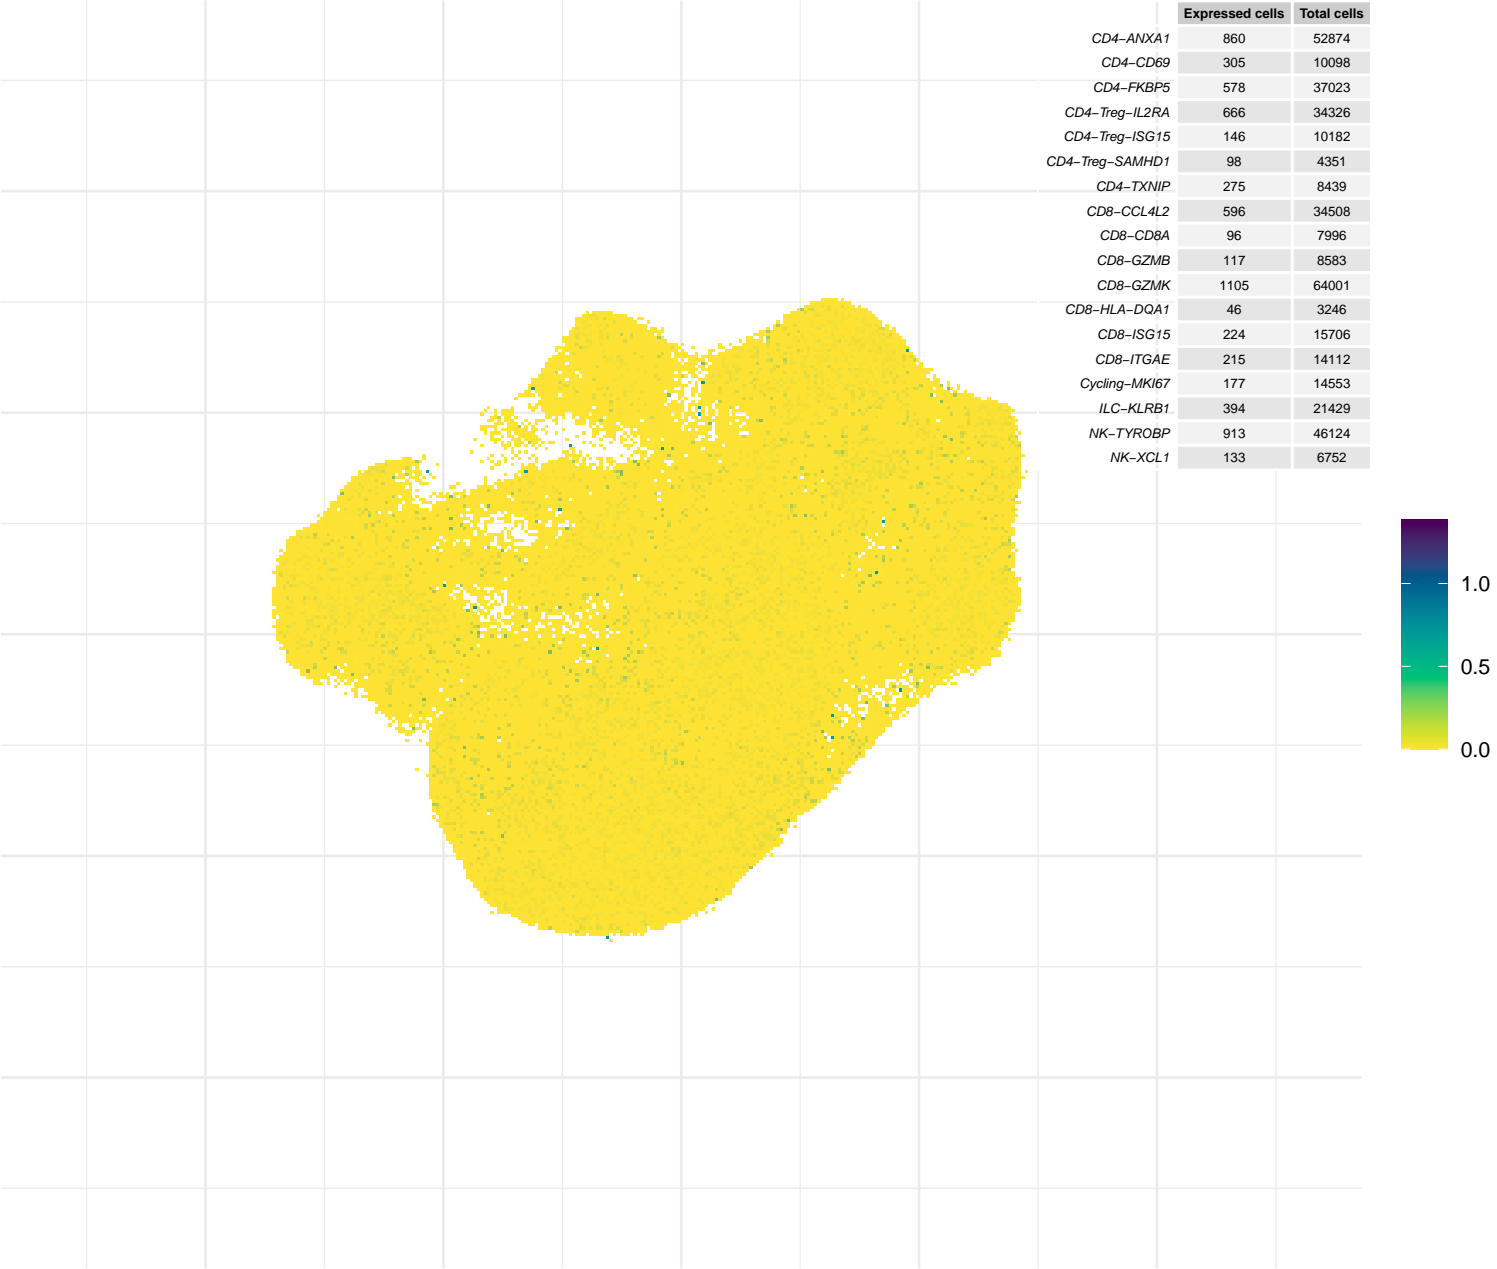 Expressed cells Total cells
CD4−ANXA1 860 52874
CD4−CD69 305 10098
CD4−FKBP5 578 37023
CD4−Treg−IL2RA 666 34326
CD4−Treg−ISG15 146 10182
CD4−Treg−SAMHD1 98 4351
CD4−TXNIP 275 8439
CD8−CCL4L2 596 34508
CD8−CD8A 96 7996
CD8−GZMB 117 8583
CD8−GZMK 1105 64001
CD8−HLA−DQA1 46 3246
CD8−ISG15 224 15706
CD8−ITGAE 215 14112
Cycling−MKI67 177 14553
ILC−KLRB1 394 21429
NK−TYROBP 913 46124
NK−XCL1 133 6752
1.0
0.5
0.0